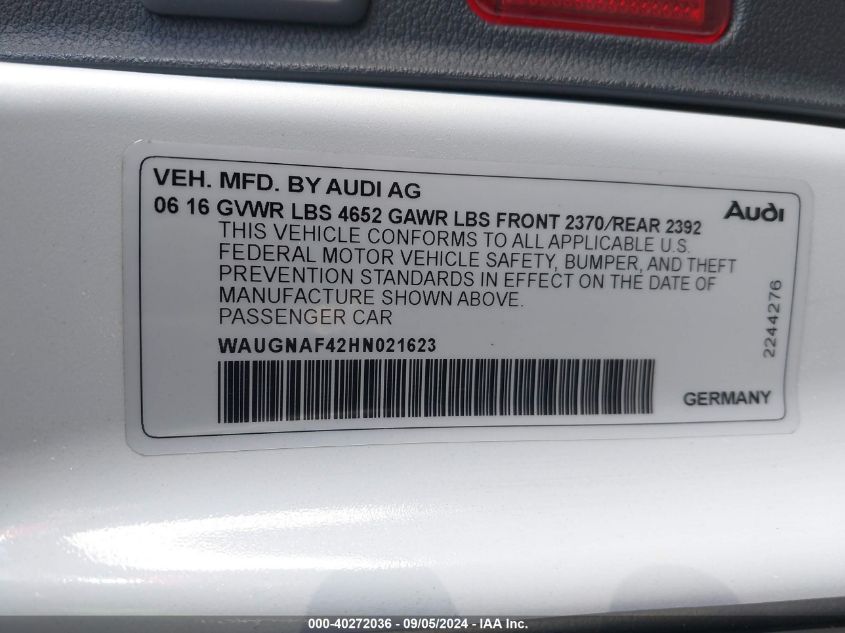 VEH. MFD. BY AUDI AG
06 16 GVWR LBS 4652 GAWR LBS FRONT 2370/REAR 2392
Audi
THIS VEHICLE CONFORMS TO ALL APPLICABLE U.S.
FEDERAL MOTOR VEHICLE SAFETY, BUMPER, AND THEFT
PREVENTION STANDARDS IN EFFECT ON THE DATE OF
MANUFACTURE SHOWN ABOVE.
PASSENGER CAR
WAUGNAF42HN021623
2244276
GERMANY
000-40272036 - 09/05/2024 - IAA Inc.